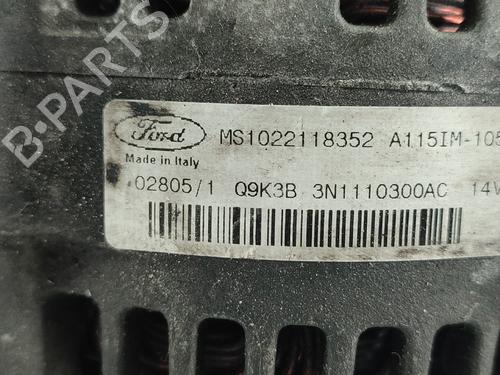 B-PARTS
Ford MS1022118352 A115IM-105
Made in Italy
02805/1 Q9K3B 3N1110300AC 14V